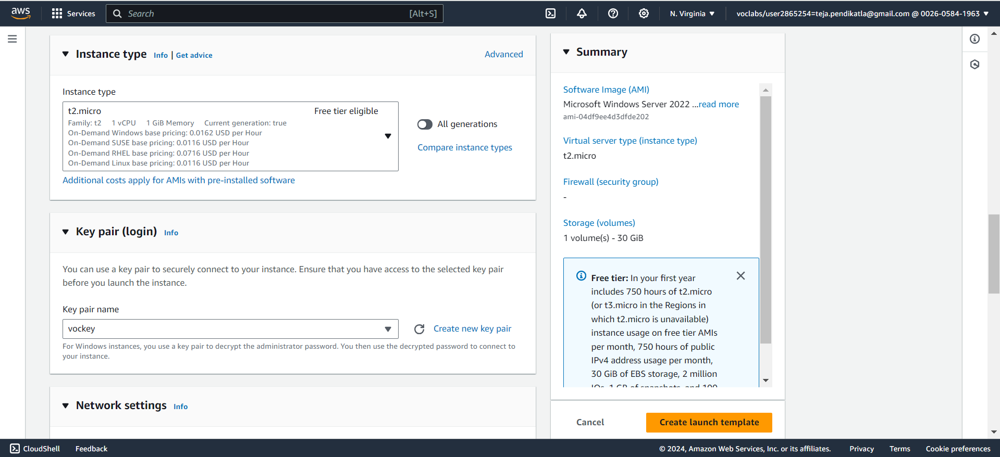 aws
Services
Search [Alt+S]
N. Virginia
voclabs/user2865254=teja.pendikatla@gmail.com @ 0026-0584-1963
Instance type Info | Get advice
Advanced
Instance type
t2.micro Free tier eligible
Family: t2 1 vCPU 1 GiB Memory Current generation: true
On-Demand Windows base pricing: 0.0162 USD per Hour
On-Demand SUSE base pricing: 0.0116 USD per Hour
On-Demand RHEL base pricing: 0.0716 USD per Hour
On-Demand Linux base pricing: 0.0116 USD per Hour
All generations
Compare instance types
Additional costs apply for AMIs with pre-installed software
Key pair (login) Info
You can use a key pair to securely connect to your instance. Ensure that you have access to the selected key pair
before you launch the instance.
Key pair name
vockey
Create new key pair
For Windows instances, you use a key pair to decrypt the administrator password. You then use the decrypted password to connect to
your instance.
Network settings Info
Summary
Software Image (AMI)
Microsoft Windows Server 2022 ...read more
ami-04df9ee4d3dfde202
Virtual server type (instance type)
t2.micro
Firewall (security group)
-
Storage (volumes)
1 volume(s) - 30 GiB
Free tier: In your first year
includes 750 hours of t2.micro
(or t3.micro in the Regions in
which t2.micro is unavailable)
instance usage on free tier AMIs
per month, 750 hours of public
IPv4 address usage per month,
30 GiB of EBS storage, 2 million
IOs, 1 GB of snapshots, and 100
Cancel
Create launch template
CloudShell
Feedback
© 2024, Amazon Web Services, Inc. or its affiliates.
Privacy
Terms
Cookie preferences